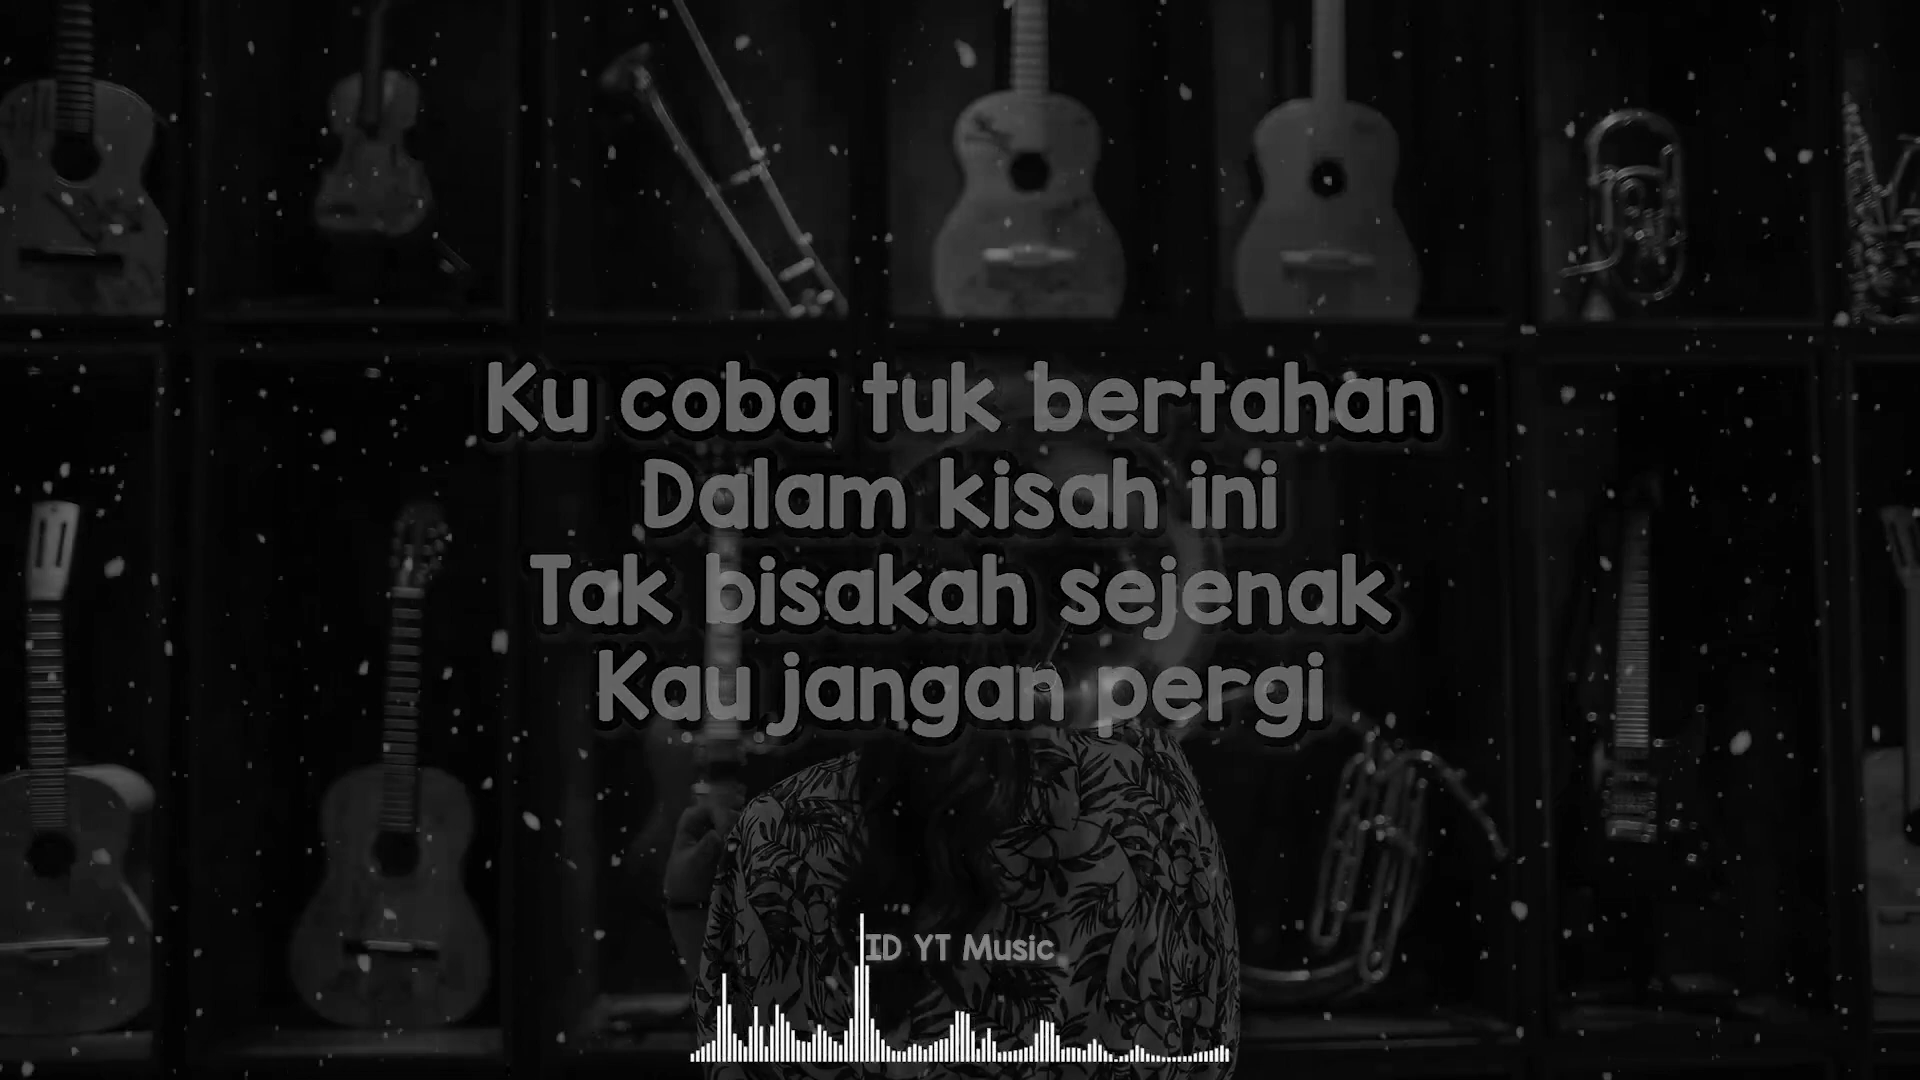 Ku coba tuk bertahan
Dalam kisah ini
Tak bisakah sejenak
Kau jangan pergi
ID YT Music